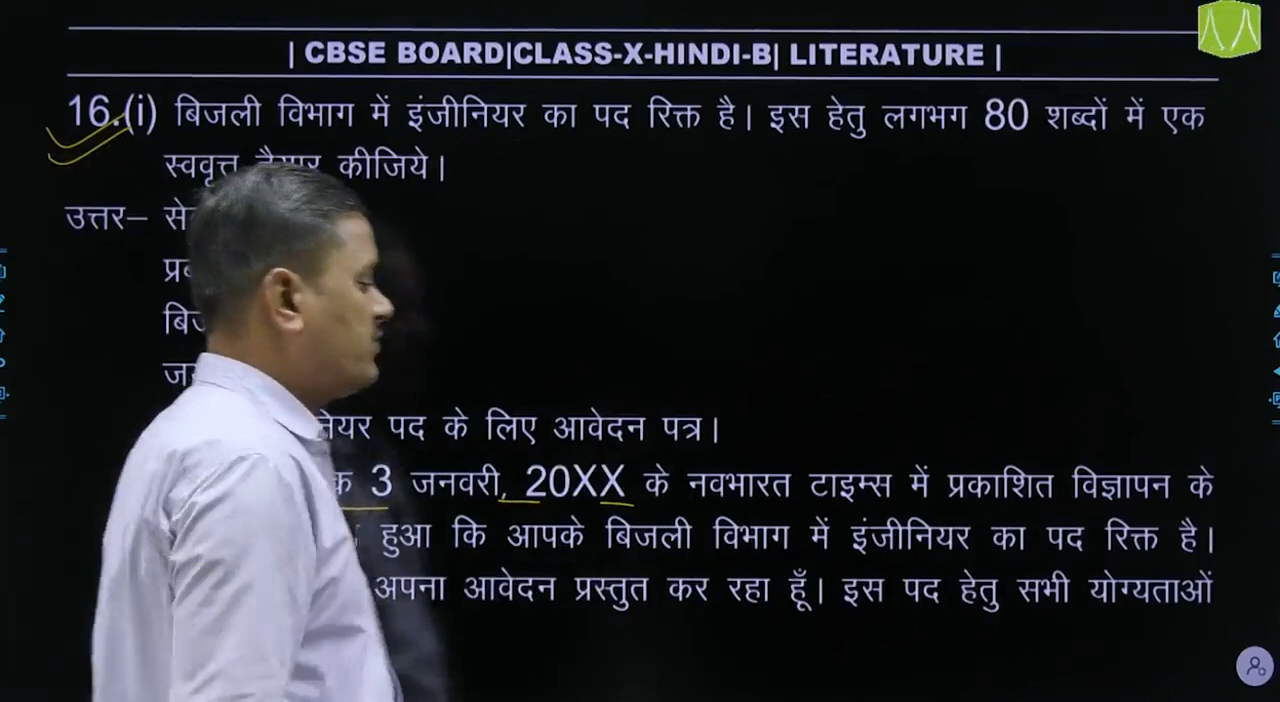 | CBSE BOARD|CLASS-X-HINDI-B| LITERATURE |
16.(i) बिजली विभाग में इंजीनियर का पद रिक्त है। इस हेतु लगभग 80 शब्दों में एक
स्ववृत्त तैयार कीजिये।
उत्तर–
पद के लिए आवेदन पत्र।
3 जनवरी, 20XX के नवभारत टाइम्स में प्रकाशित विज्ञापन के
हुआ कि आपके बिजली विभाग में इंजीनियर का पद रिक्त है।
अपना आवेदन प्रस्तुत कर रहा हूँ। इस पद हेतु सभी योग्यताओं